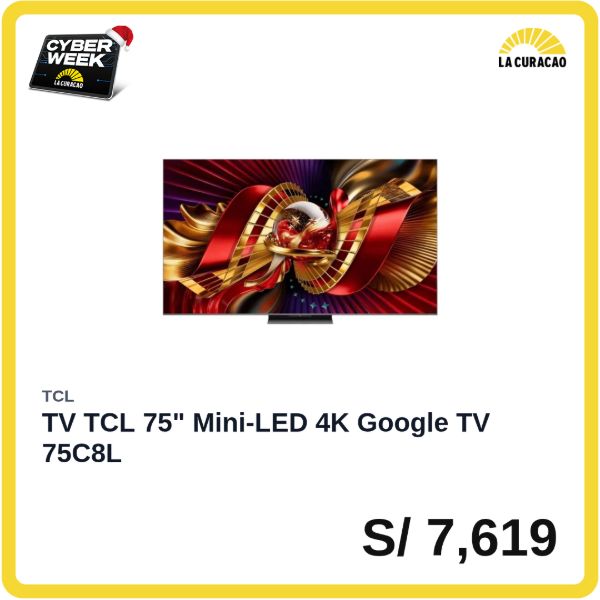 CYBER
WEEK
LA CURACAO
LA CURACAO
TCL
TV TCL 75" Mini-LED 4K Google TV
75C8L
S/ 7,619